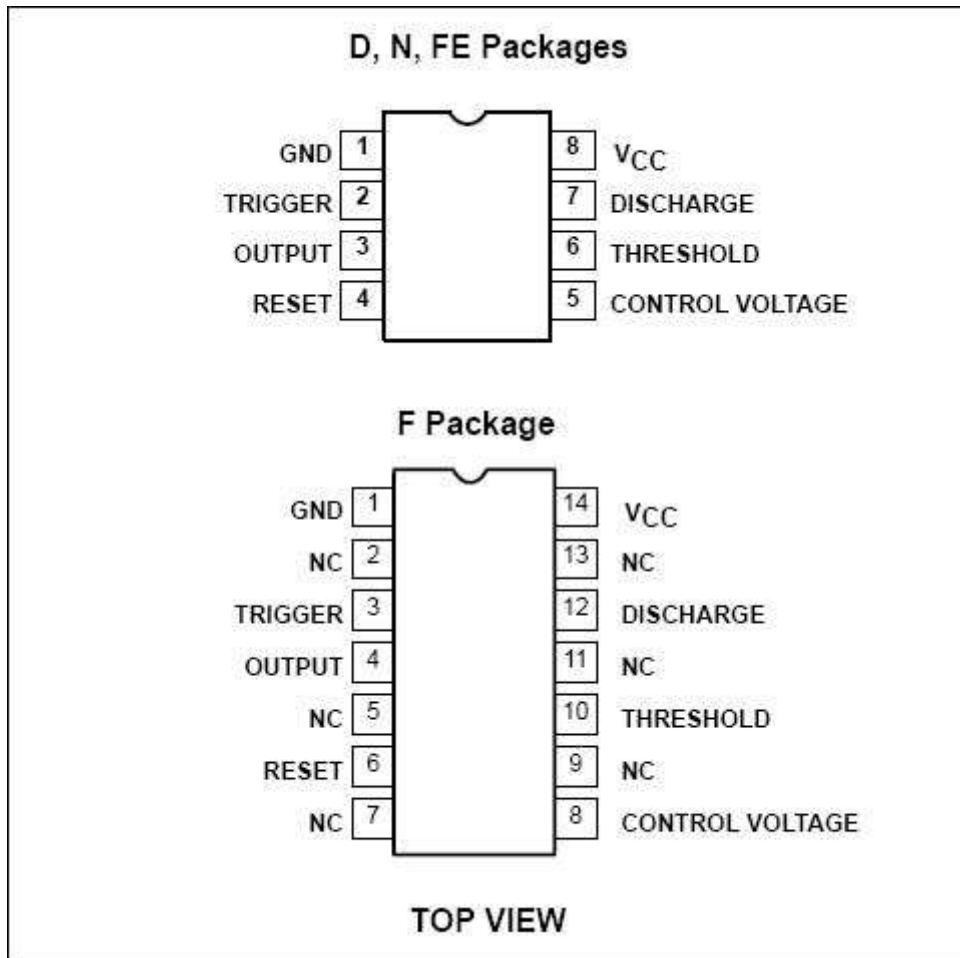 D, N, FE Packages
GND 1 8 VCC
TRIGGER 2 7 DISCHARGE
OUTPUT 3 6 THRESHOLD
RESET 4 5 CONTROL VOLTAGE
F Package
GND 1 14 VCC
NC 2 13 NC
TRIGGER 3 12 DISCHARGE
OUTPUT 4 11 NC
NC 5 10 THRESHOLD
RESET 6 9 NC
NC 7 8 CONTROL VOLTAGE
TOP VIEW